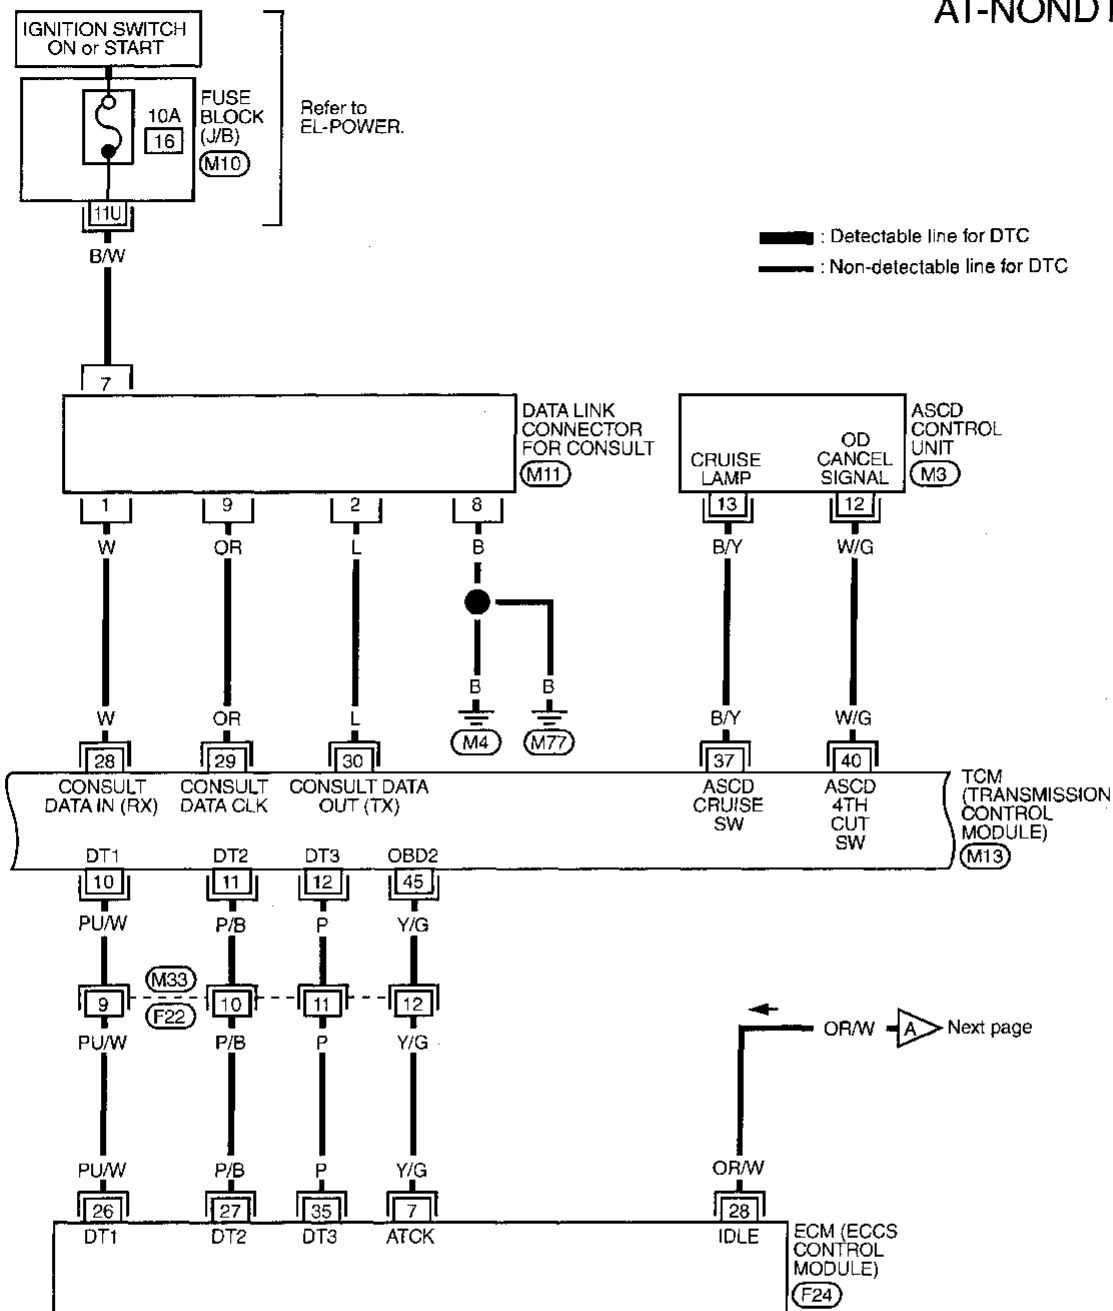 AT-NONDT
IGNITION SWITCH
ON or START
10A
16
FUSE
BLOCK
(J/B)
M10
Refer to
EL-POWER.
11U
B/W
: Detectable line for DTC
: Non-detectable line for DTC
7
DATA LINK
CONNECTOR
FOR CONSULT
M11
CRUISE
LAMP
OD
CANCEL
SIGNAL
ASCD
CONTROL
UNIT
M3
1 9 2 8 13 12
W OR L B B/Y W/G
B B
W OR L B/Y W/G
M4 M77
28 29 30 37 40
CONSULT
DATA IN (RX)
CONSULT
DATA CLK
CONSULT DATA
OUT (TX)
ASCD
CRUISE
SW
ASCD
4TH
CUT
SW
TCM
(TRANSMISSION
CONTROL
MODULE)
M13
DT1 DT2 DT3 OBD2
10 11 12 45
PU/W P/B P Y/G
M33
9 10 11 12
F22
PU/W P/B P Y/G
OR/W A Next page
PU/W P/B P Y/G OR/W
26 27 35 7 28
DT1 DT2 DT3 ATCK IDLE
ECM (ECCS
CONTROL
MODULE)
F24